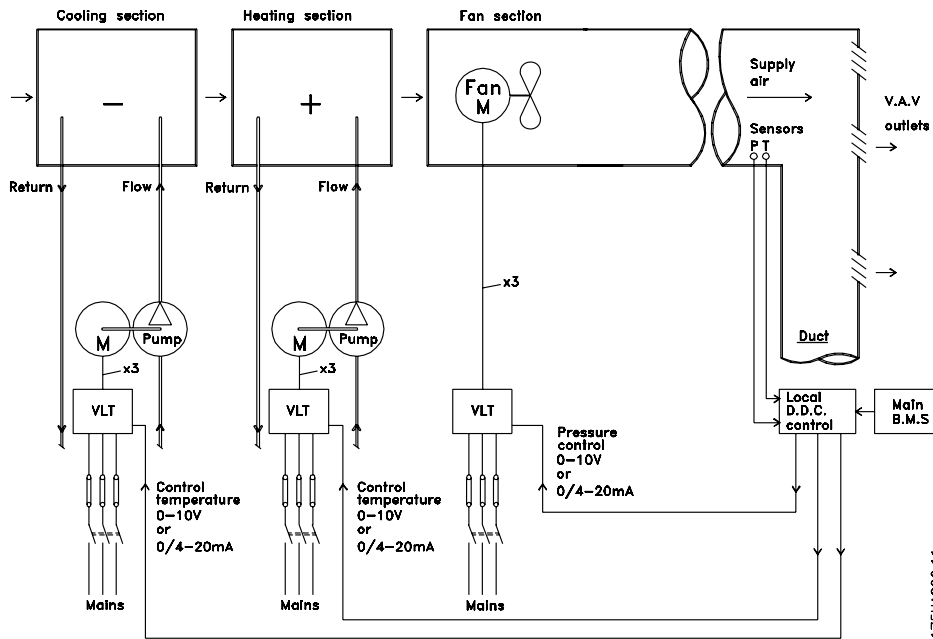 Cooling section
Heating section
Fan section
−
+
Fan
M
Supply
air
Sensors
P T
V.A.V
outlets
Return
Flow
Return
Flow
x3
M
Pump
M
Pump
Duct
x3
x3
VLT
VLT
VLT
Local
D.D.C.
control
Main
B.M.S
Pressure
control
0-10V
or
0/4-20mA
Control
temperature
0-10V
or
0/4-20mA
Control
temperature
0-10V
or
0/4-20mA
Mains
Mains
Mains